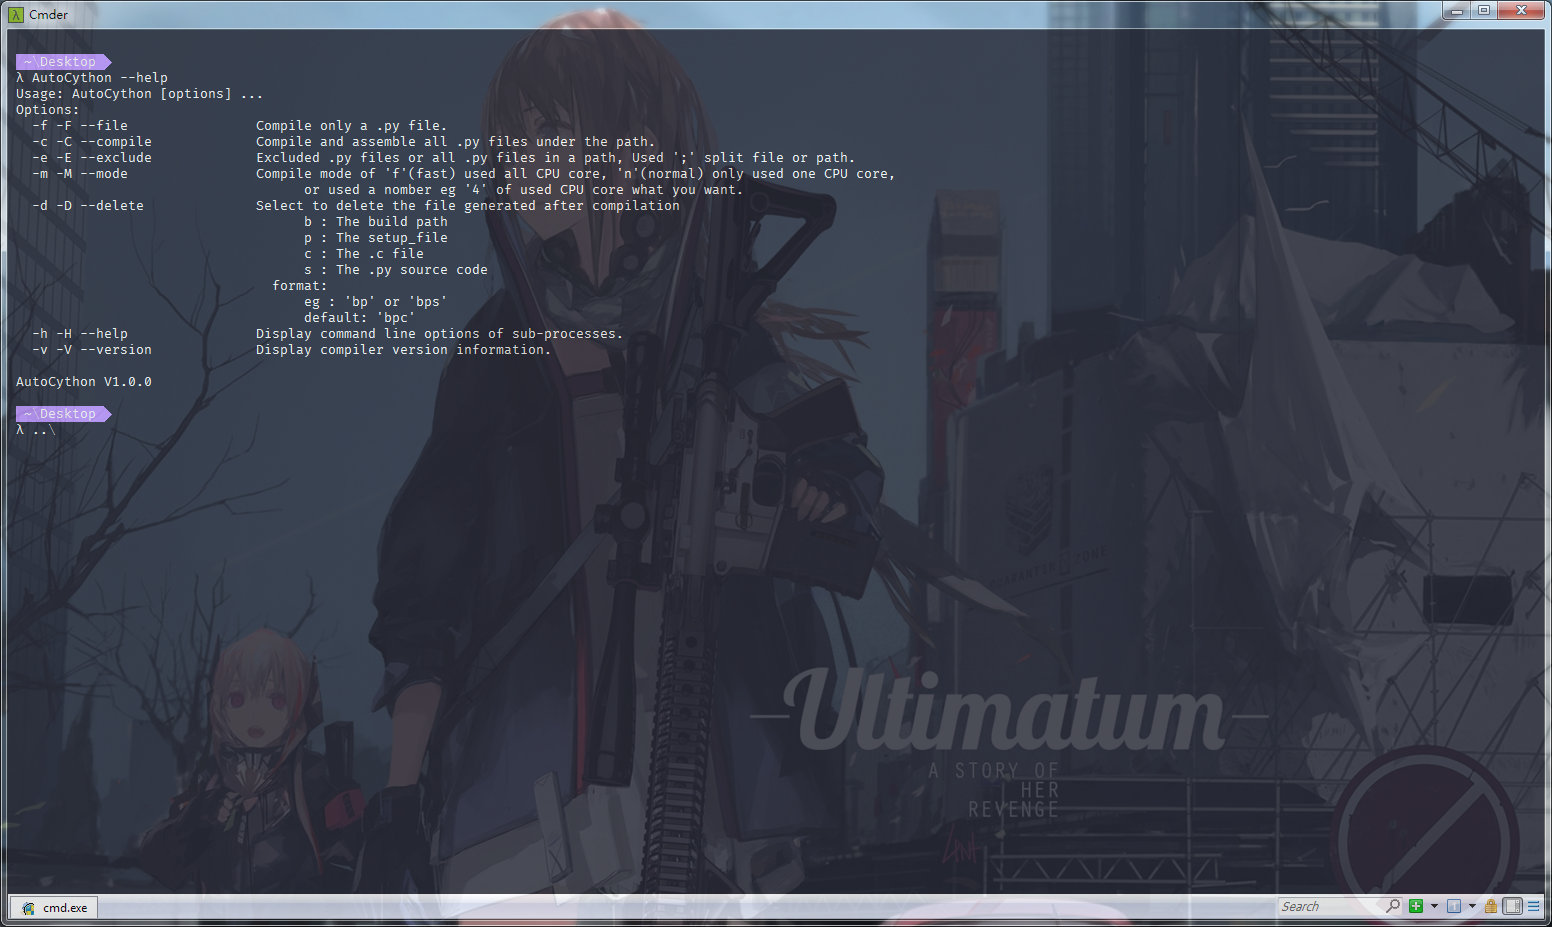 Cmder
~\Desktop
λ AutoCython --help
Usage: AutoCython [options] ...
Options:
-f -F --file Compile only a .py file.
-c -C --compile Compile and assemble all .py files under the path.
-e -E --exclude Excluded .py files or all .py files in a path, Used ';' split file or path.
-m -M --mode Compile mode of 'f'(fast) used all CPU core, 'n'(normal) only used one CPU core,
or used a nomber eg '4' of used CPU core what you want.
-d -D --delete Select to delete the file generated after compilation
b : The build path
p : The setup_file
c : The .c file
s : The .py source code
format:
eg : 'bp' or 'bps'
default: 'bpc'
-h -H --help Display command line options of sub-processes.
-v -V --version Display compiler version information.
AutoCython V1.0.0
~\Desktop
λ ..\
QUARANTINE ZONE
Ultimatum
A STORY OF
HER
REVENGE
cmd.exe
Search